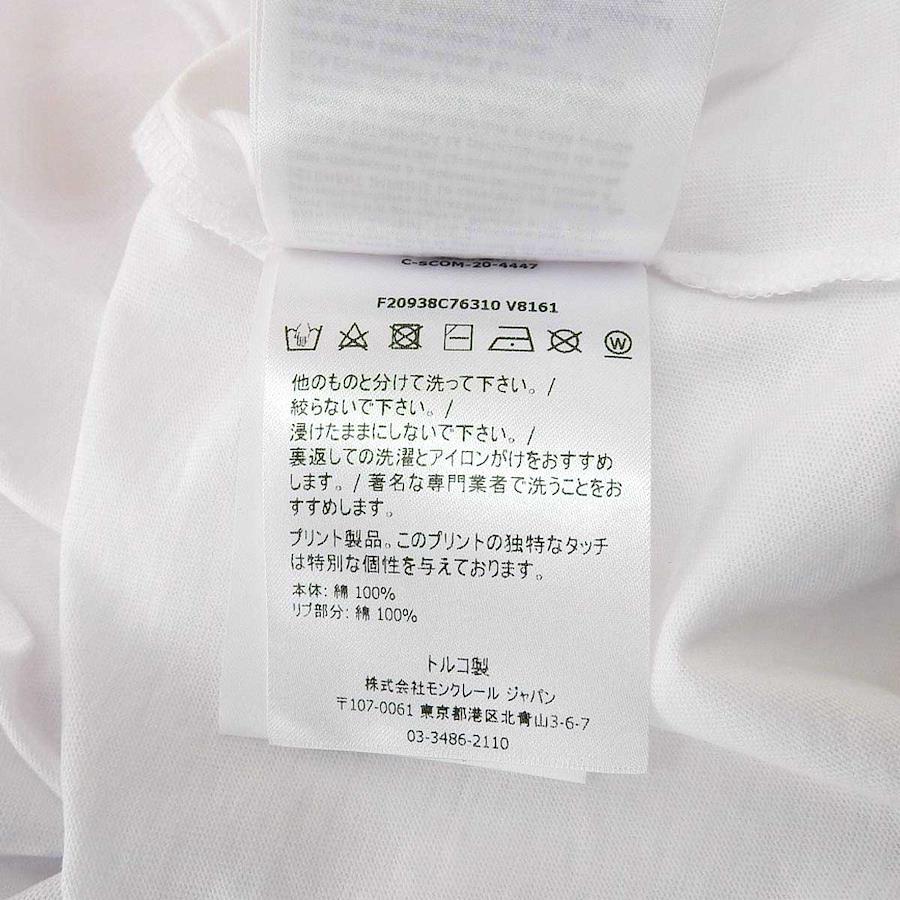 C-SCOM-20-4447
F20938C76310 V8161
W
他のものと分けて洗って下さい。/
絞らないで下さい。/
浸けたままにしないで下さい。/
裏返しての洗濯とアイロンがけをおすすめ
します。/ 著名な専門業者で洗うことをお
すすめします。
プリント製品。このプリントの独特なタッチ
は特別な個性を与えております。
本体: 綿 100%
リブ部分: 綿 100%
トルコ製
株式会社モンクレール ジャパン
〒107-0061 東京都港区北青山3-6-7
03-3486-2110